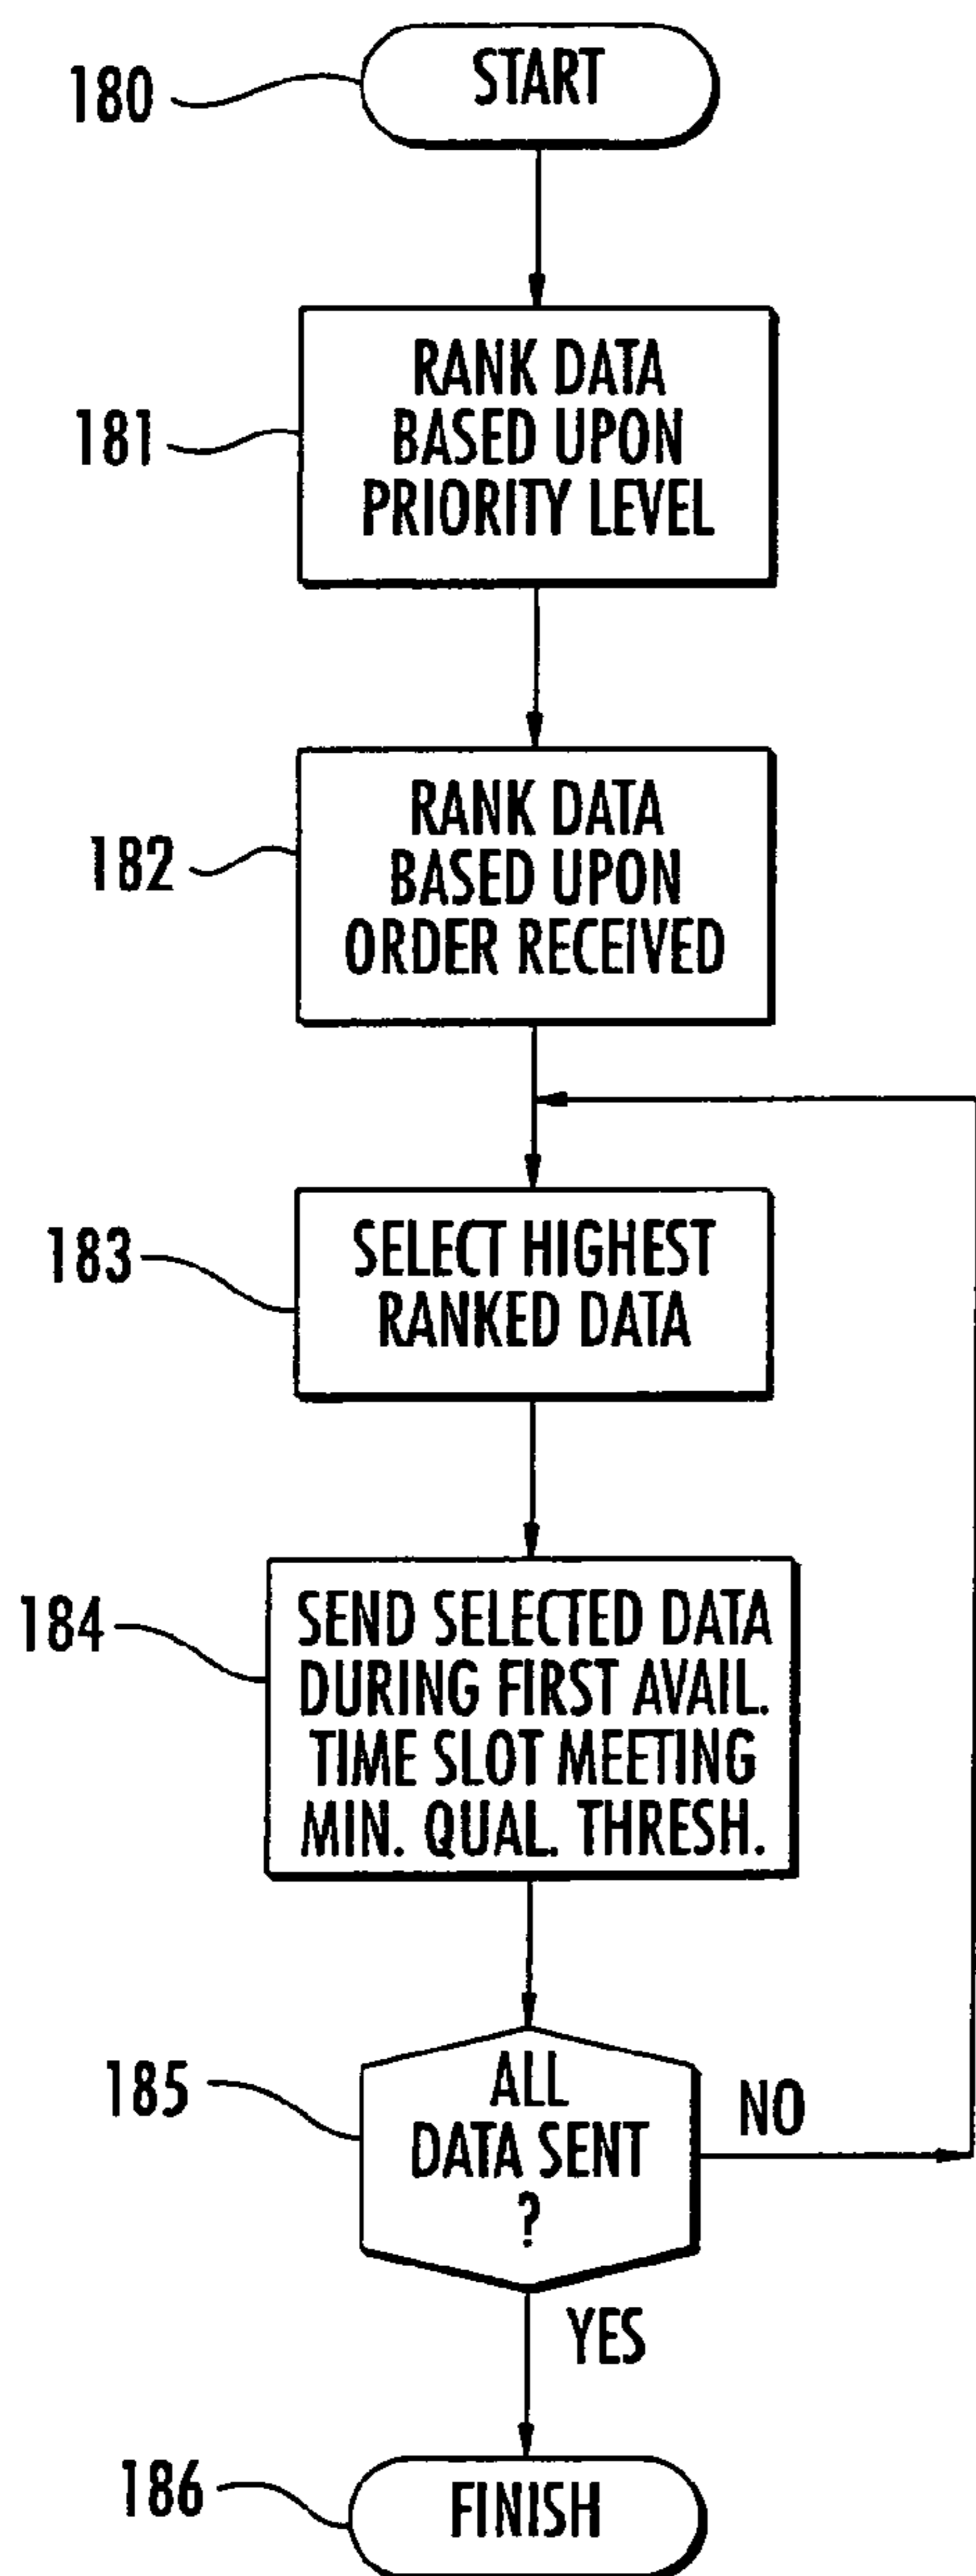 180
START
181
RANK DATA
BASED UPON
PRIORITY LEVEL
182
RANK DATA
BASED UPON
ORDER RECEIVED
183
SELECT HIGHEST
RANKED DATA
184
SEND SELECTED DATA
DURING FIRST AVAIL.
TIME SLOT MEETING
MIN. QUAL. THRESH.
185
ALL
DATA SENT
?
NO
YES
186
FINISH